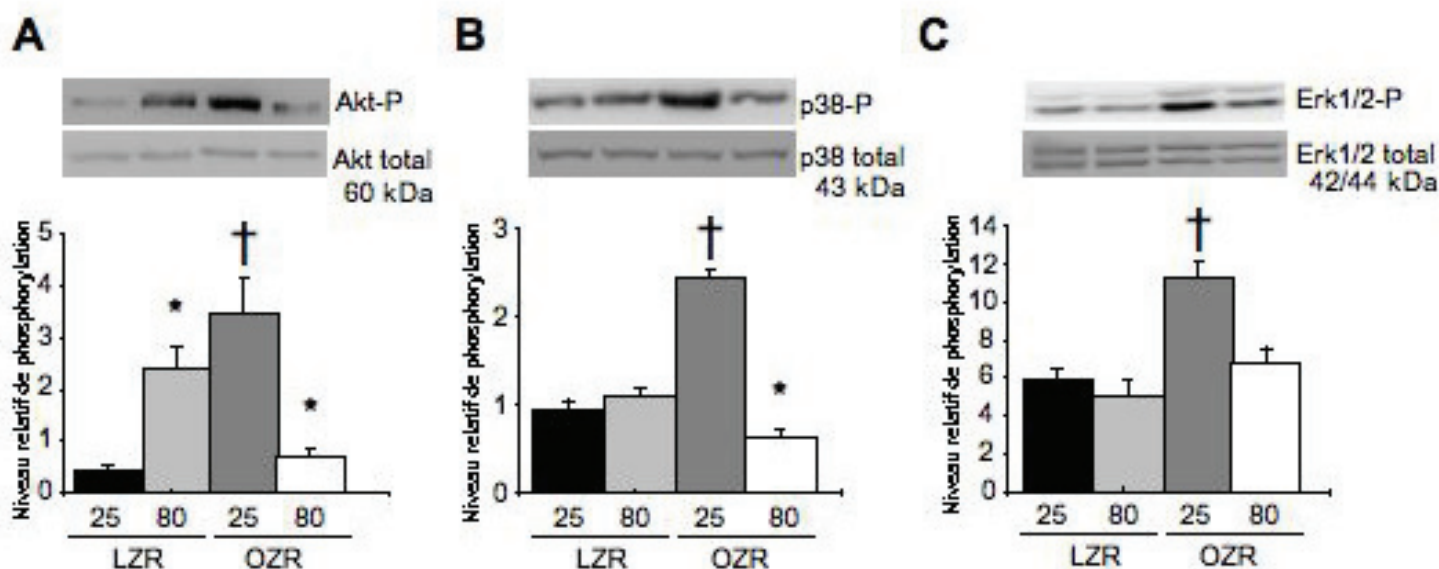 A
Akt-P
Akt total
60 kDa
Niveau relatif de phosphorylation
5
4
3
2
1
0
*
†
*
25 80 25 80
LZR OZR
B
p38-P
p38 total
43 kDa
Niveau relatif de phosphorylation
3
2,5
2
1
1
0
†
*
25 80 25 80
LZR OZR
C
Erk1/2-P
Erk1/2 total
42/44 kDa
Niveau relatif de phosphorylation
14
12
10
8
6
4
2
0
†
25 80 25 80
LZR OZR